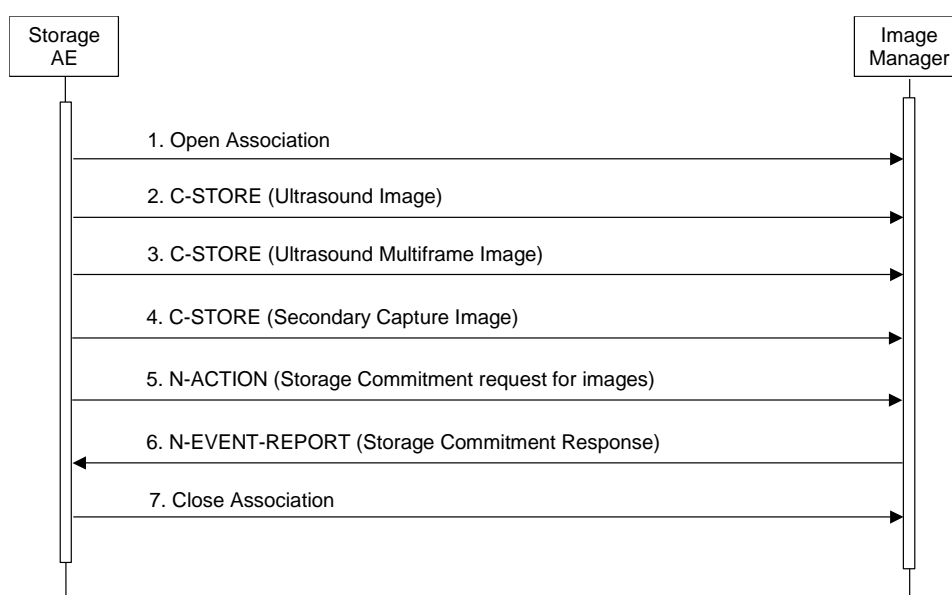 Storage
AE
Image
Manager
1. Open Association
2. C-STORE (Ultrasound Image)
3. C-STORE (Ultrasound Multiframe Image)
4. C-STORE (Secondary Capture Image)
5. N-ACTION (Storage Commitment request for images)
6. N-EVENT-REPORT (Storage Commitment Response)
7. Close Association